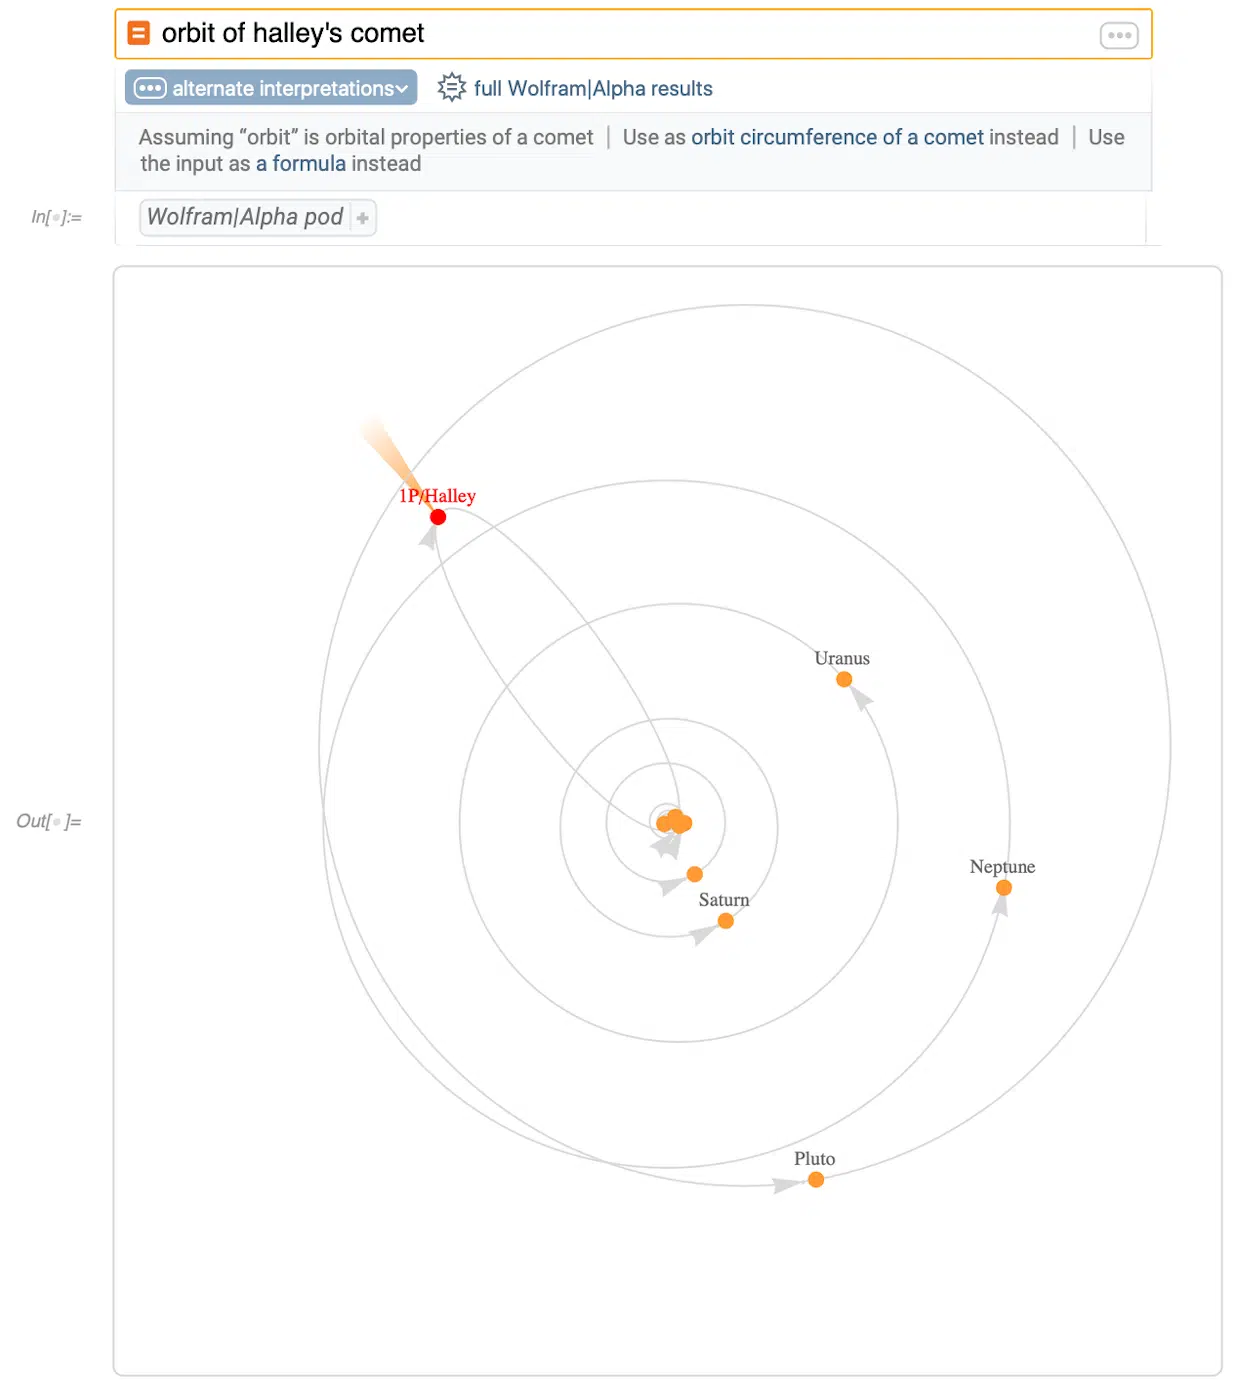 orbit of halley's comet
alternate interpretations
full Wolfram|Alpha results
Assuming “orbit” is orbital properties of a comet | Use as orbit circumference of a comet instead | Use
the input as a formula instead
In[ ]:=
Wolfram|Alpha pod
1P/Halley
Uranus
Out[ ]=
Neptune
Saturn
Pluto